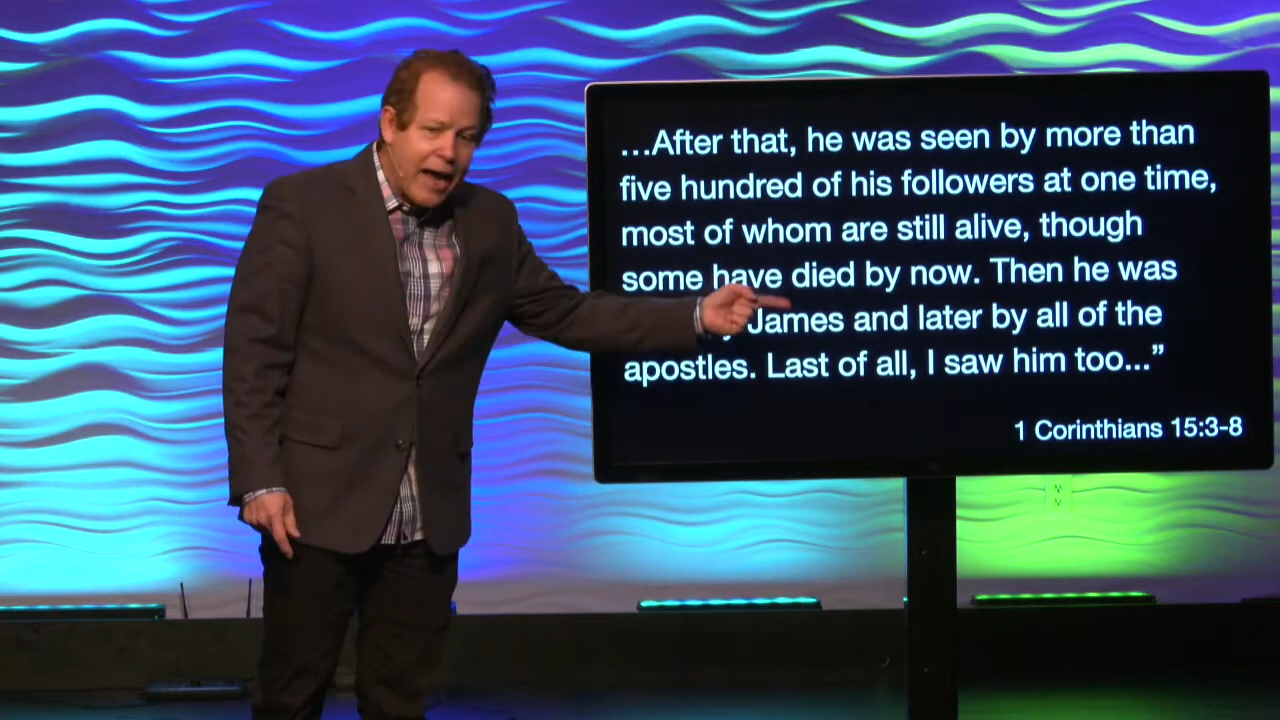 …After that, he was seen by more than
five hundred of his followers at one time,
most of whom are still alive, though
some have died by now. Then he was
James and later by all of the
apostles. Last of all, I saw him too...”
1 Corinthians 15:3-8